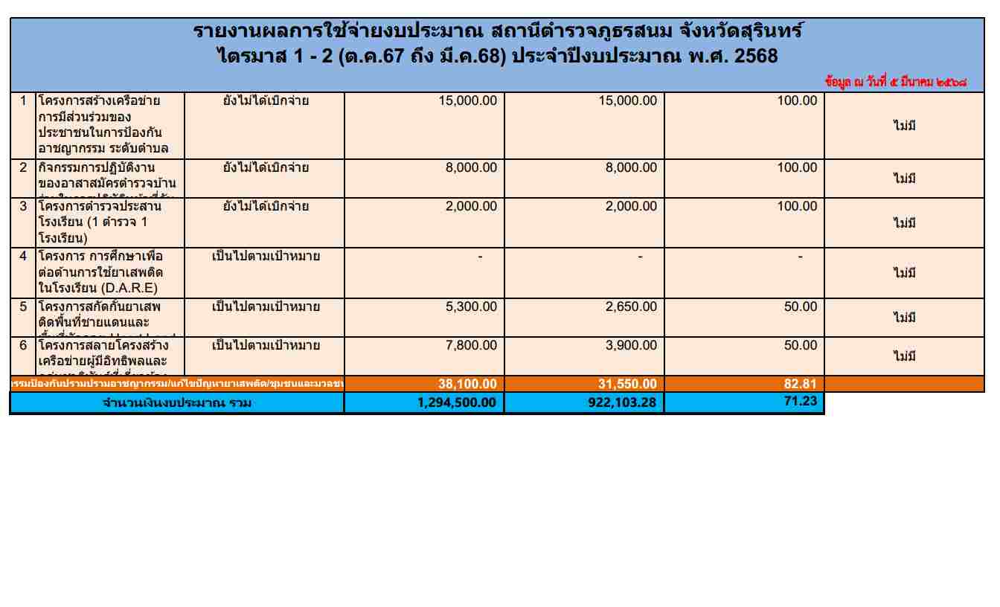 รายงานผลการใช้จ่ายงบประมาณ สถานีตำรวจภูธรสนม จังหวัดสุรินทร์
ไตรมาส 1 - 2 (ต.ค.67 ถึง มี.ค.68) ประจำปีงบประมาณ พ.ศ. 2568
ข้อมูล ณ วันที่ ๕ มีนาคม ๒๕๖๘
1 โครงการสร้างเครือข่าย ยังไม่ได้เบิกจ่าย 15,000.00 15,000.00 100.00
การมีส่วนร่วมของ
ประชาชนในการป้องกัน ไม่มี
อาชญากรรม ระดับตำบล
2 กิจกรรมการปฏิบัติงาน ยังไม่ได้เบิกจ่าย 8,000.00 8,000.00 100.00
ของอาสาสมัครตำรวจบ้าน ไม่มี
3 โครงการตำรวจประสาน ยังไม่ได้เบิกจ่าย 2,000.00 2,000.00 100.00
โรงเรียน (1 ตำรวจ 1 ไม่มี
โรงเรียน)
4 โครงการ การศึกษาเพื่อ เป็นไปตามเป้าหมาย - - -
ต่อต้านการใช้ยาเสพติด ไม่มี
ในโรงเรียน (D.A.R.E)
5 โครงการสกัดกั้นยาเสพ เป็นไปตามเป้าหมาย 5,300.00 2,650.00 50.00
ติดพื้นที่ชายแดนและ ไม่มี
6 โครงการสลายโครงสร้าง เป็นไปตามเป้าหมาย 7,800.00 3,900.00 50.00
เครือข่ายผู้มีอิทธิพลและ ไม่มี
รรมป้องกันปรามปรามอาชญากรรม/แก้ไขปัญหายาเสพติด/ชุมชนและมวลช 38,100.00 31,550.00 82.81
จำนวนเงินงบประมาณ รวม 1,294,500.00 922,103.28 71.23